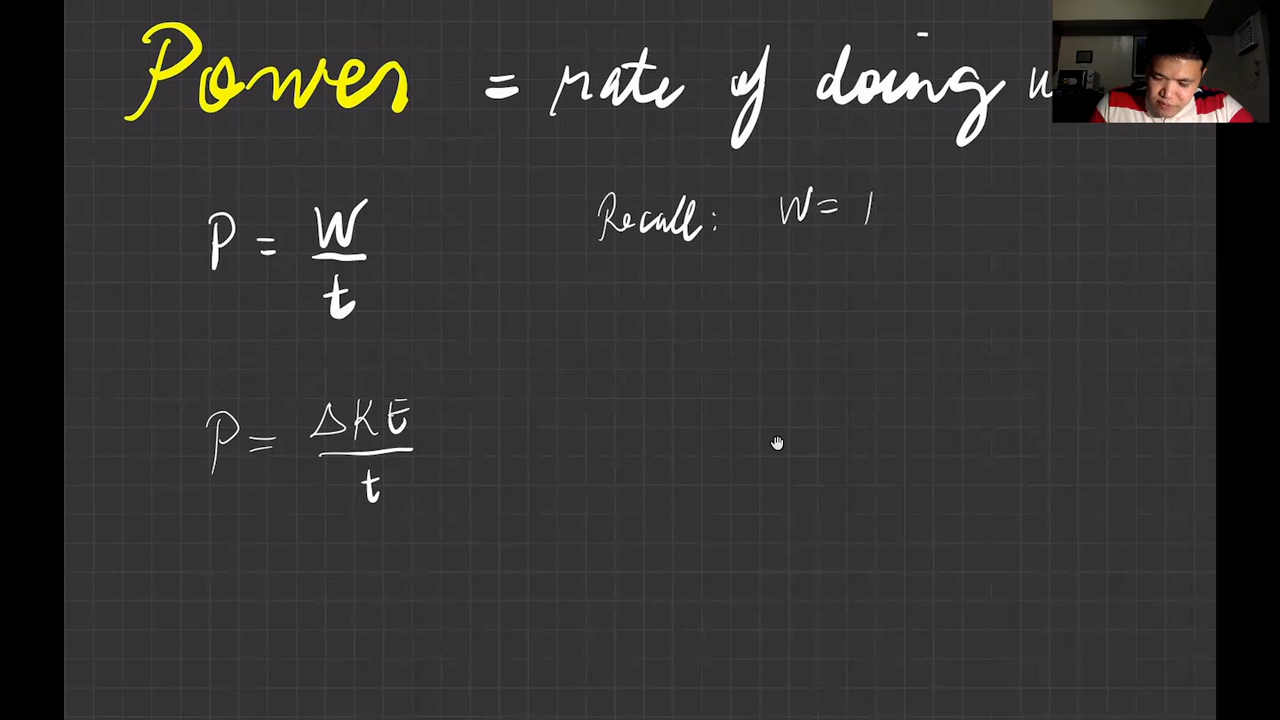 Power = rate of doing w
P = W/t
Recall: W = 1
P = ΔKE/t